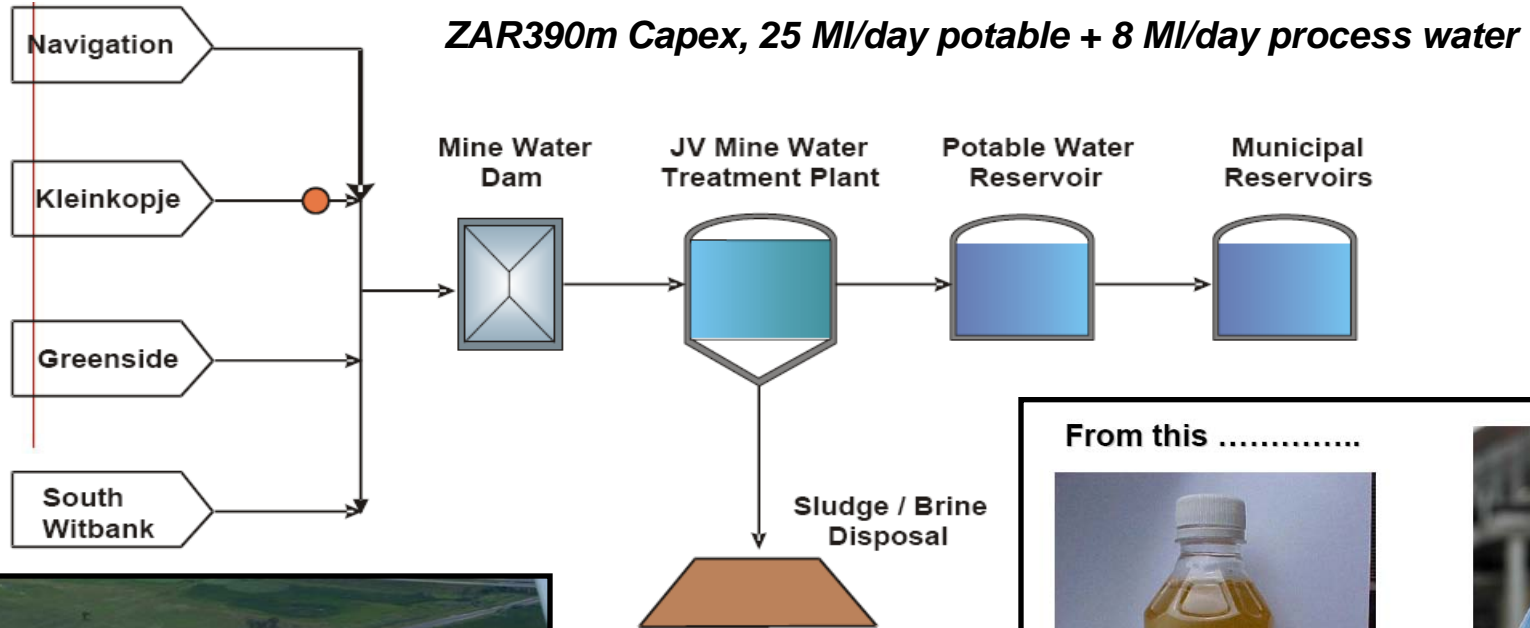 ZAR390m Capex, 25 Ml/day potable + 8 Ml/day process water
Navigation
Kleinkopje
Greenside
South
Witbank
Mine Water
Dam
JV Mine Water
Treatment Plant
Potable Water
Reservoir
Municipal
Reservoirs
Sludge / Brine
Disposal
From this …………..